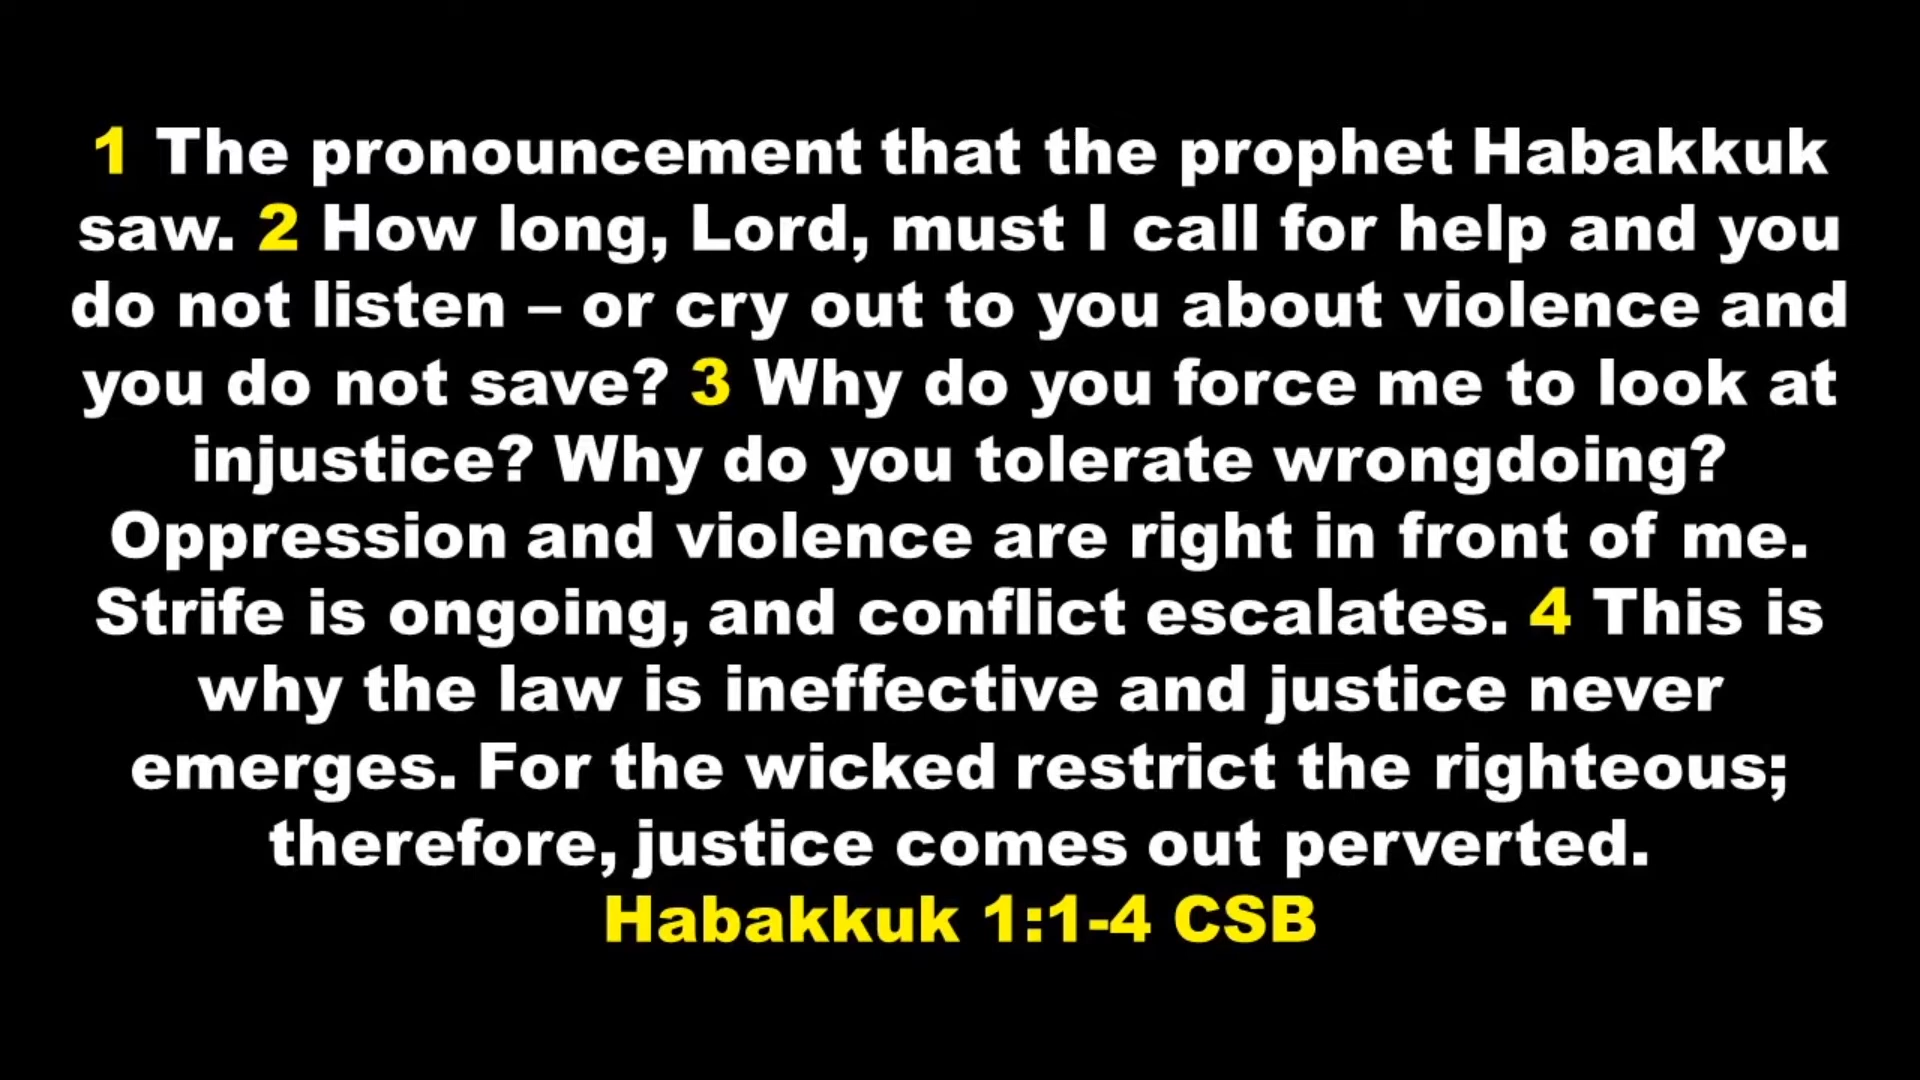 1 The pronouncement that the prophet Habakkuk
saw. 2 How long, Lord, must I call for help and you
do not listen – or cry out to you about violence and
you do not save? 3 Why do you force me to look at
injustice? Why do you tolerate wrongdoing?
Oppression and violence are right in front of me.
Strife is ongoing, and conflict escalates. 4 This is
why the law is ineffective and justice never
emerges. For the wicked restrict the righteous;
therefore, justice comes out perverted.
Habakkuk 1:1-4 CSB